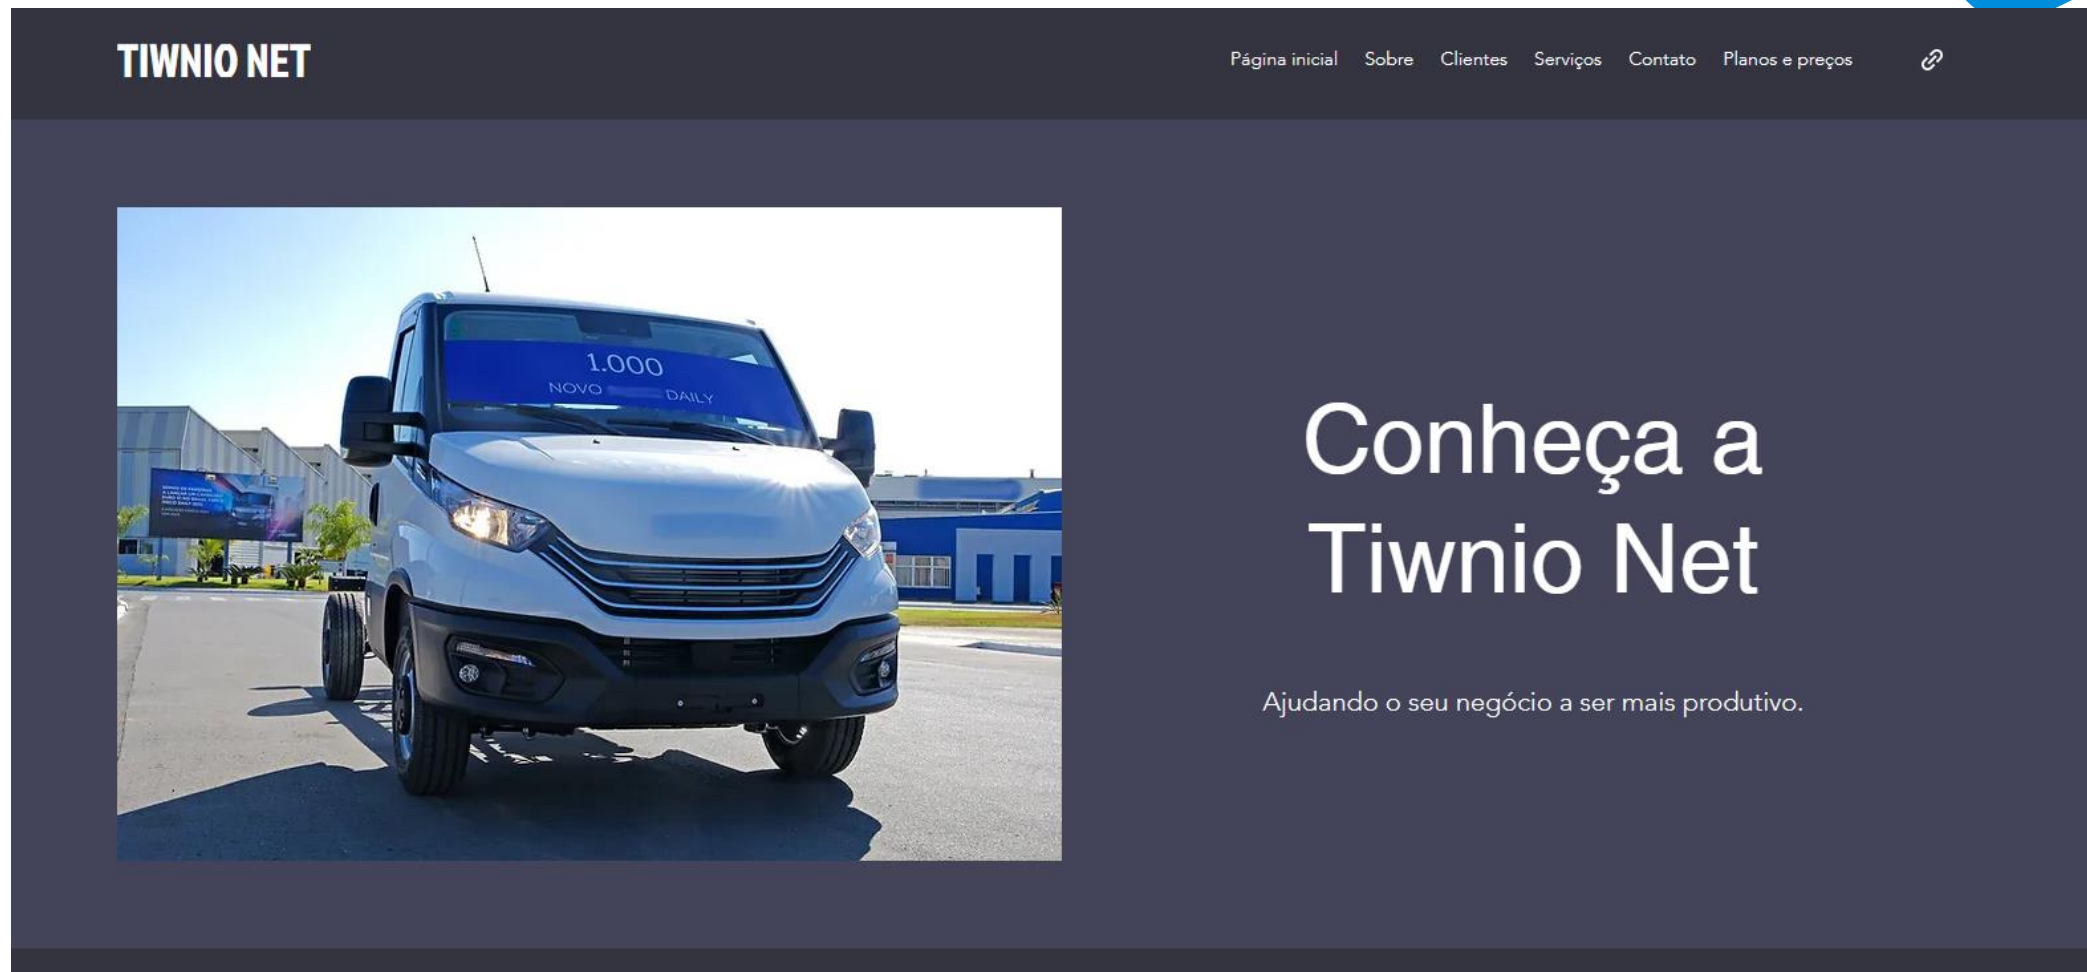 TIWNIO NET
Página inicial Sobre Clientes Serviços Contato Planos e preços
1.000
NOVO DAILY
Conheça a
Tiwnio Net
Ajudando o seu negócio a ser mais produtivo.